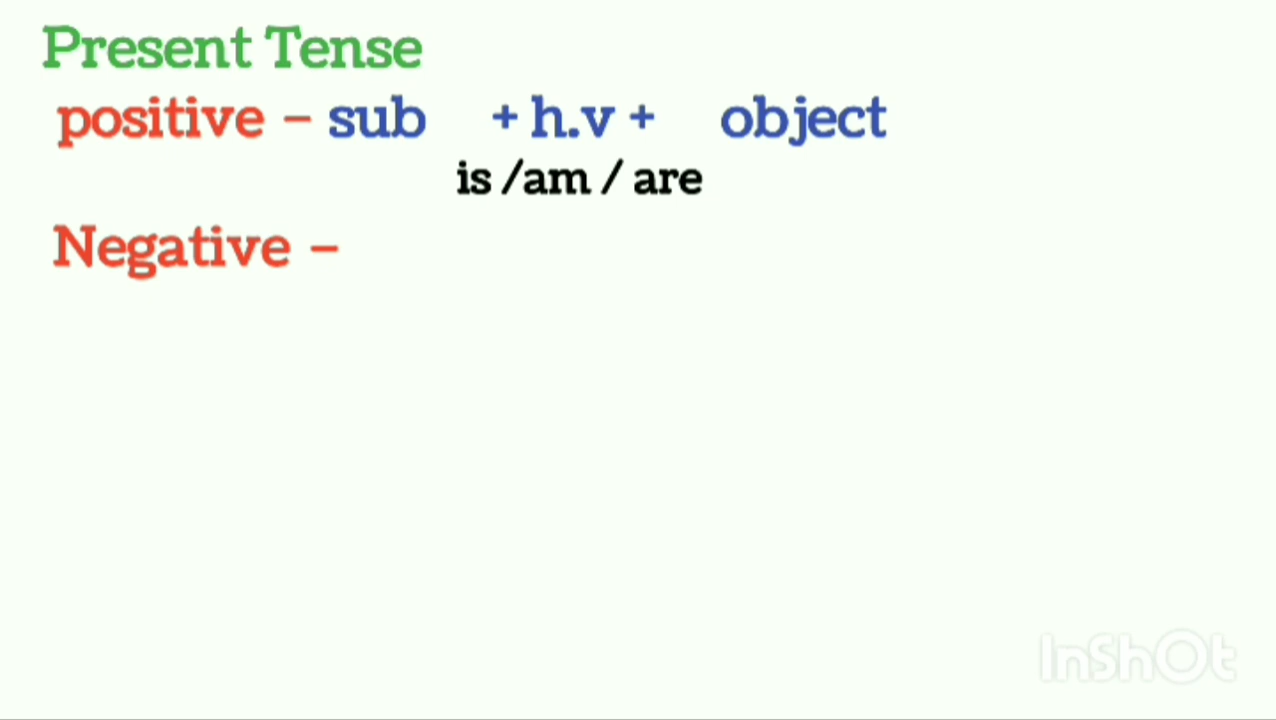 Present Tense
positive – sub + h.v + object
is /am / are
Negative –
InShOt